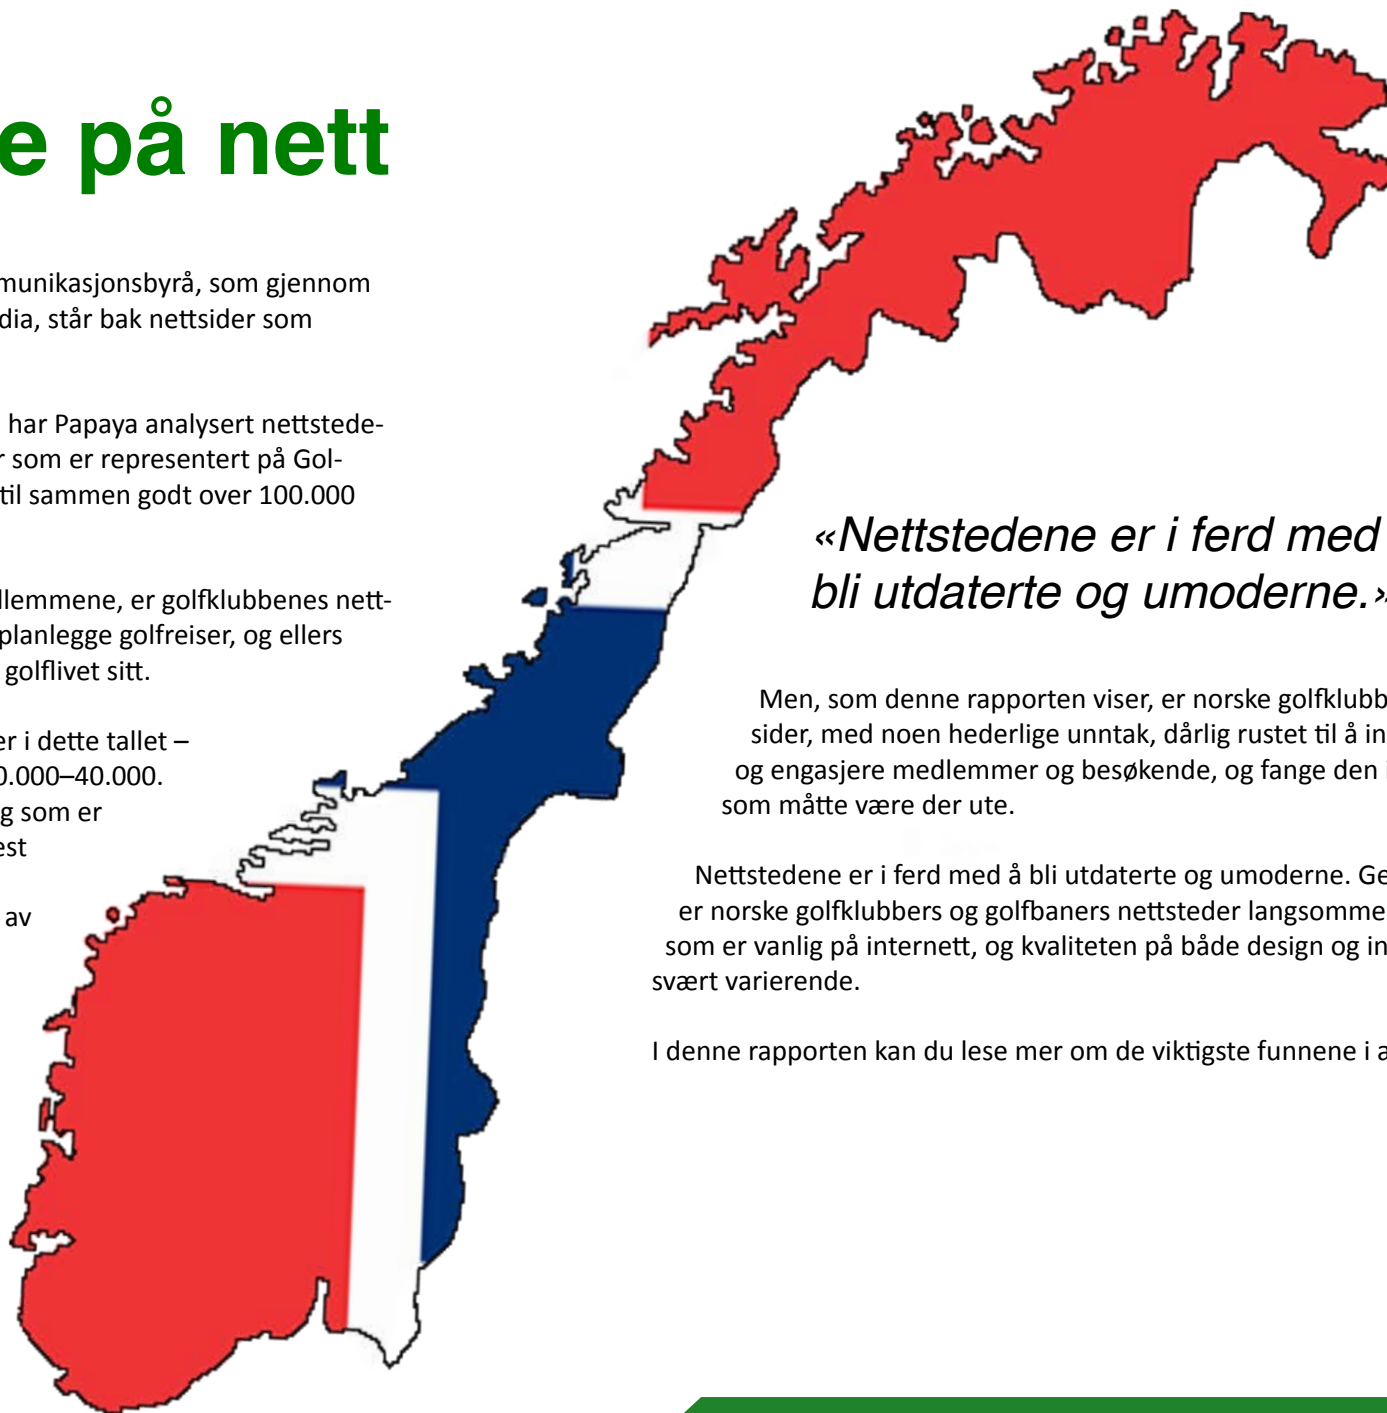 e på nett
munikasjonsbyrå, som gjennom
dia, står bak nettsider som
har Papaya analysert nettstede-
r som er representert på Gol-
til sammen godt over 100.000
llemmene, er golfklubbenes nett-
planlegge golfreiser, og ellers
golflivet sitt.
er i dette tallet –
0.000–40.000.
g som er
est
av
«Nettstedene er i ferd med
bli utdaterte og umoderne.»
Men, som denne rapporten viser, er norske golfklubb
sider, med noen hederlige unntak, dårlig rustet til å in
og engasjere medlemmer og besøkende, og fange den i
som måtte være der ute.
Nettstedene er i ferd med å bli utdaterte og umoderne. Ge
er norske golfklubbers og golfbaners nettsteder langsomme
som er vanlig på internett, og kvaliteten på både design og in
svært varierende.
I denne rapporten kan du lese mer om de viktigste funnene i a